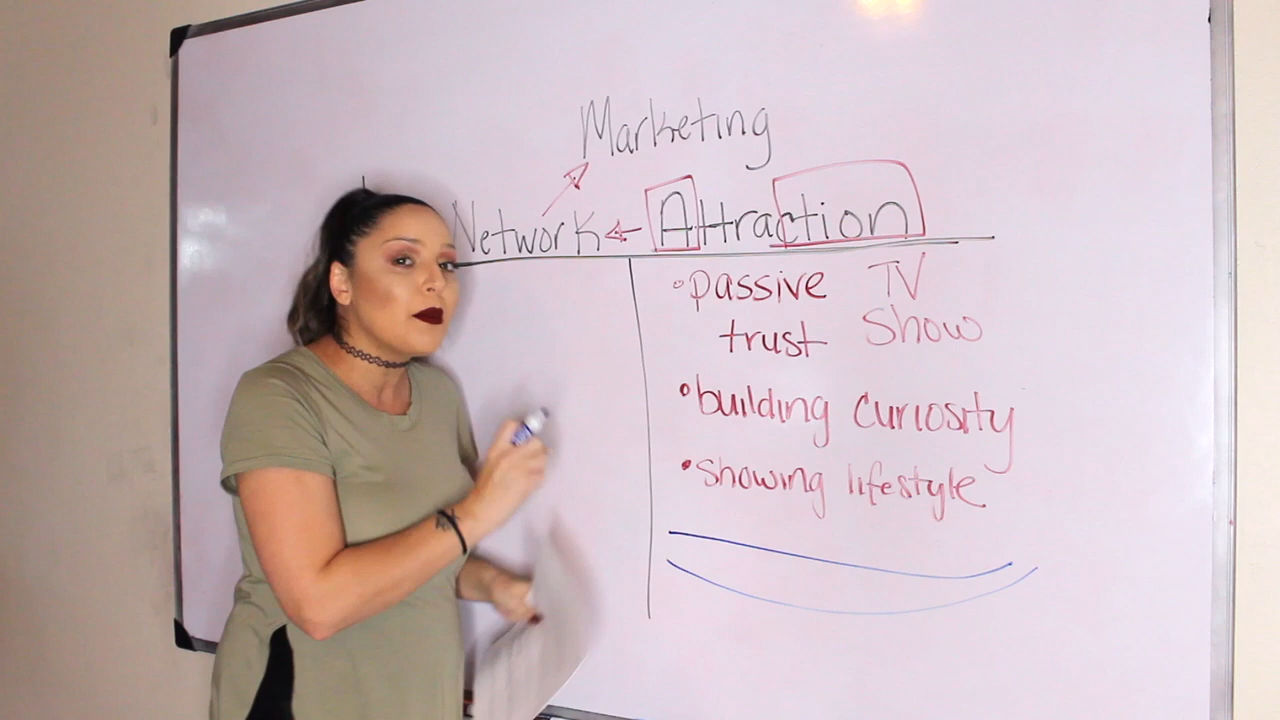 Marketing
Network ← Attraction
• passive TV
trust Show
• building curiosity
• showing lifestyle